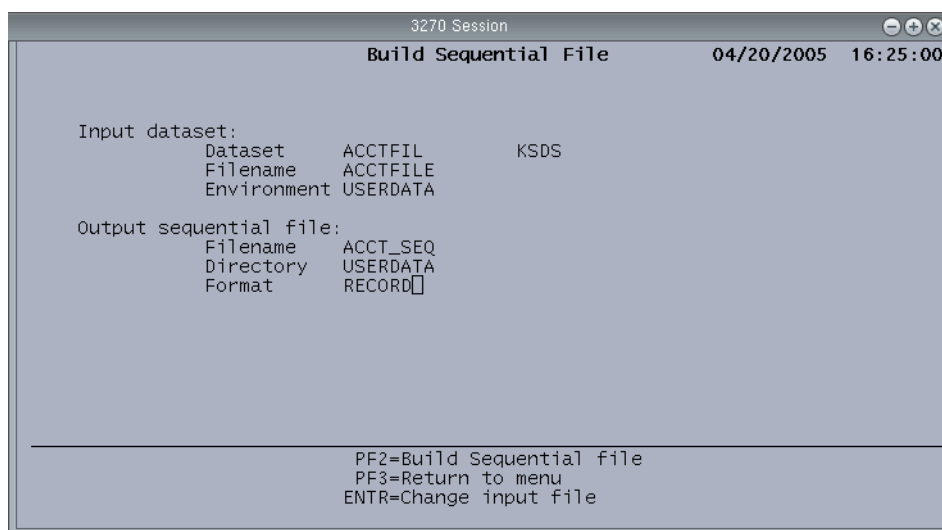 3270 Session
Build Sequential File 04/20/2005 16:25:00
Input dataset:
Dataset ACCTFIL KSDS
Filename ACCTFILE
Environment USERDATA
Output sequential file:
Filename ACCT_SEQ
Directory USERDATA
Format RECORD
PF2=Build Sequential file
PF3=Return to menu
ENTR=Change input file